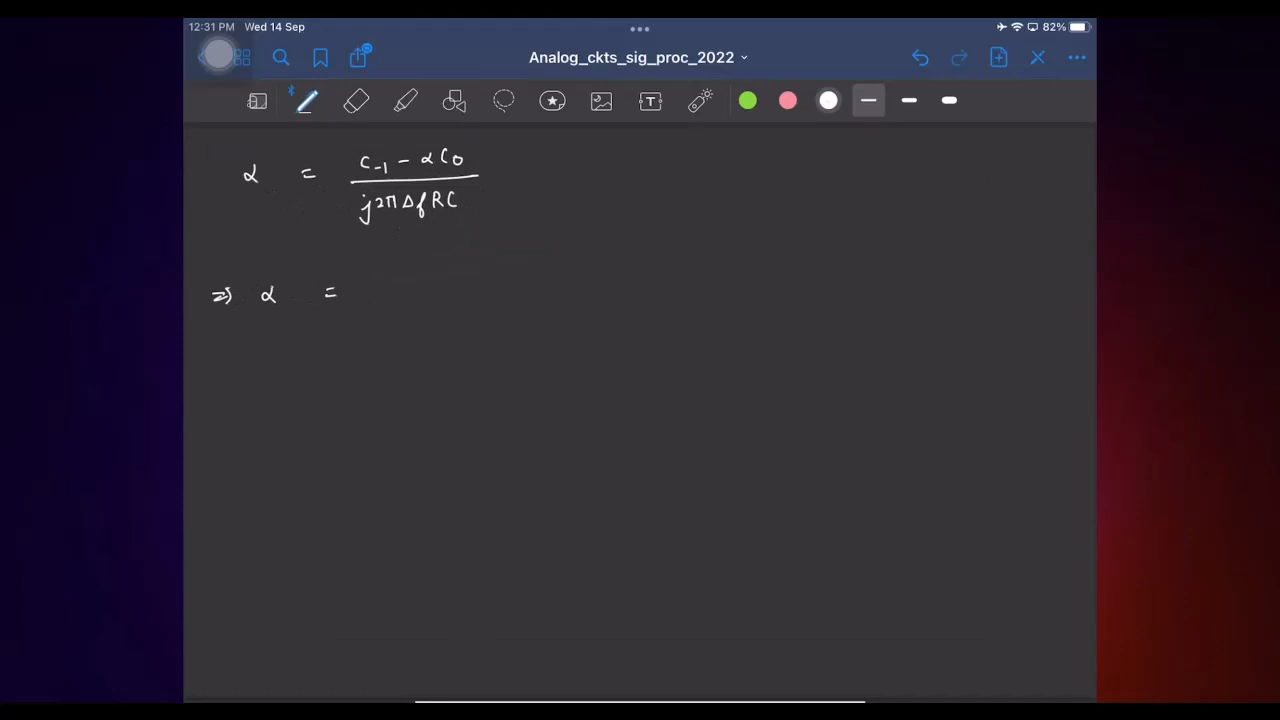 12:31 PM Wed 14 Sep 82%
Analog_ckts_sig_proc_2022
T
α = (C₋₁ − αC₀) / (j2πΔfRC)
⇒ α =